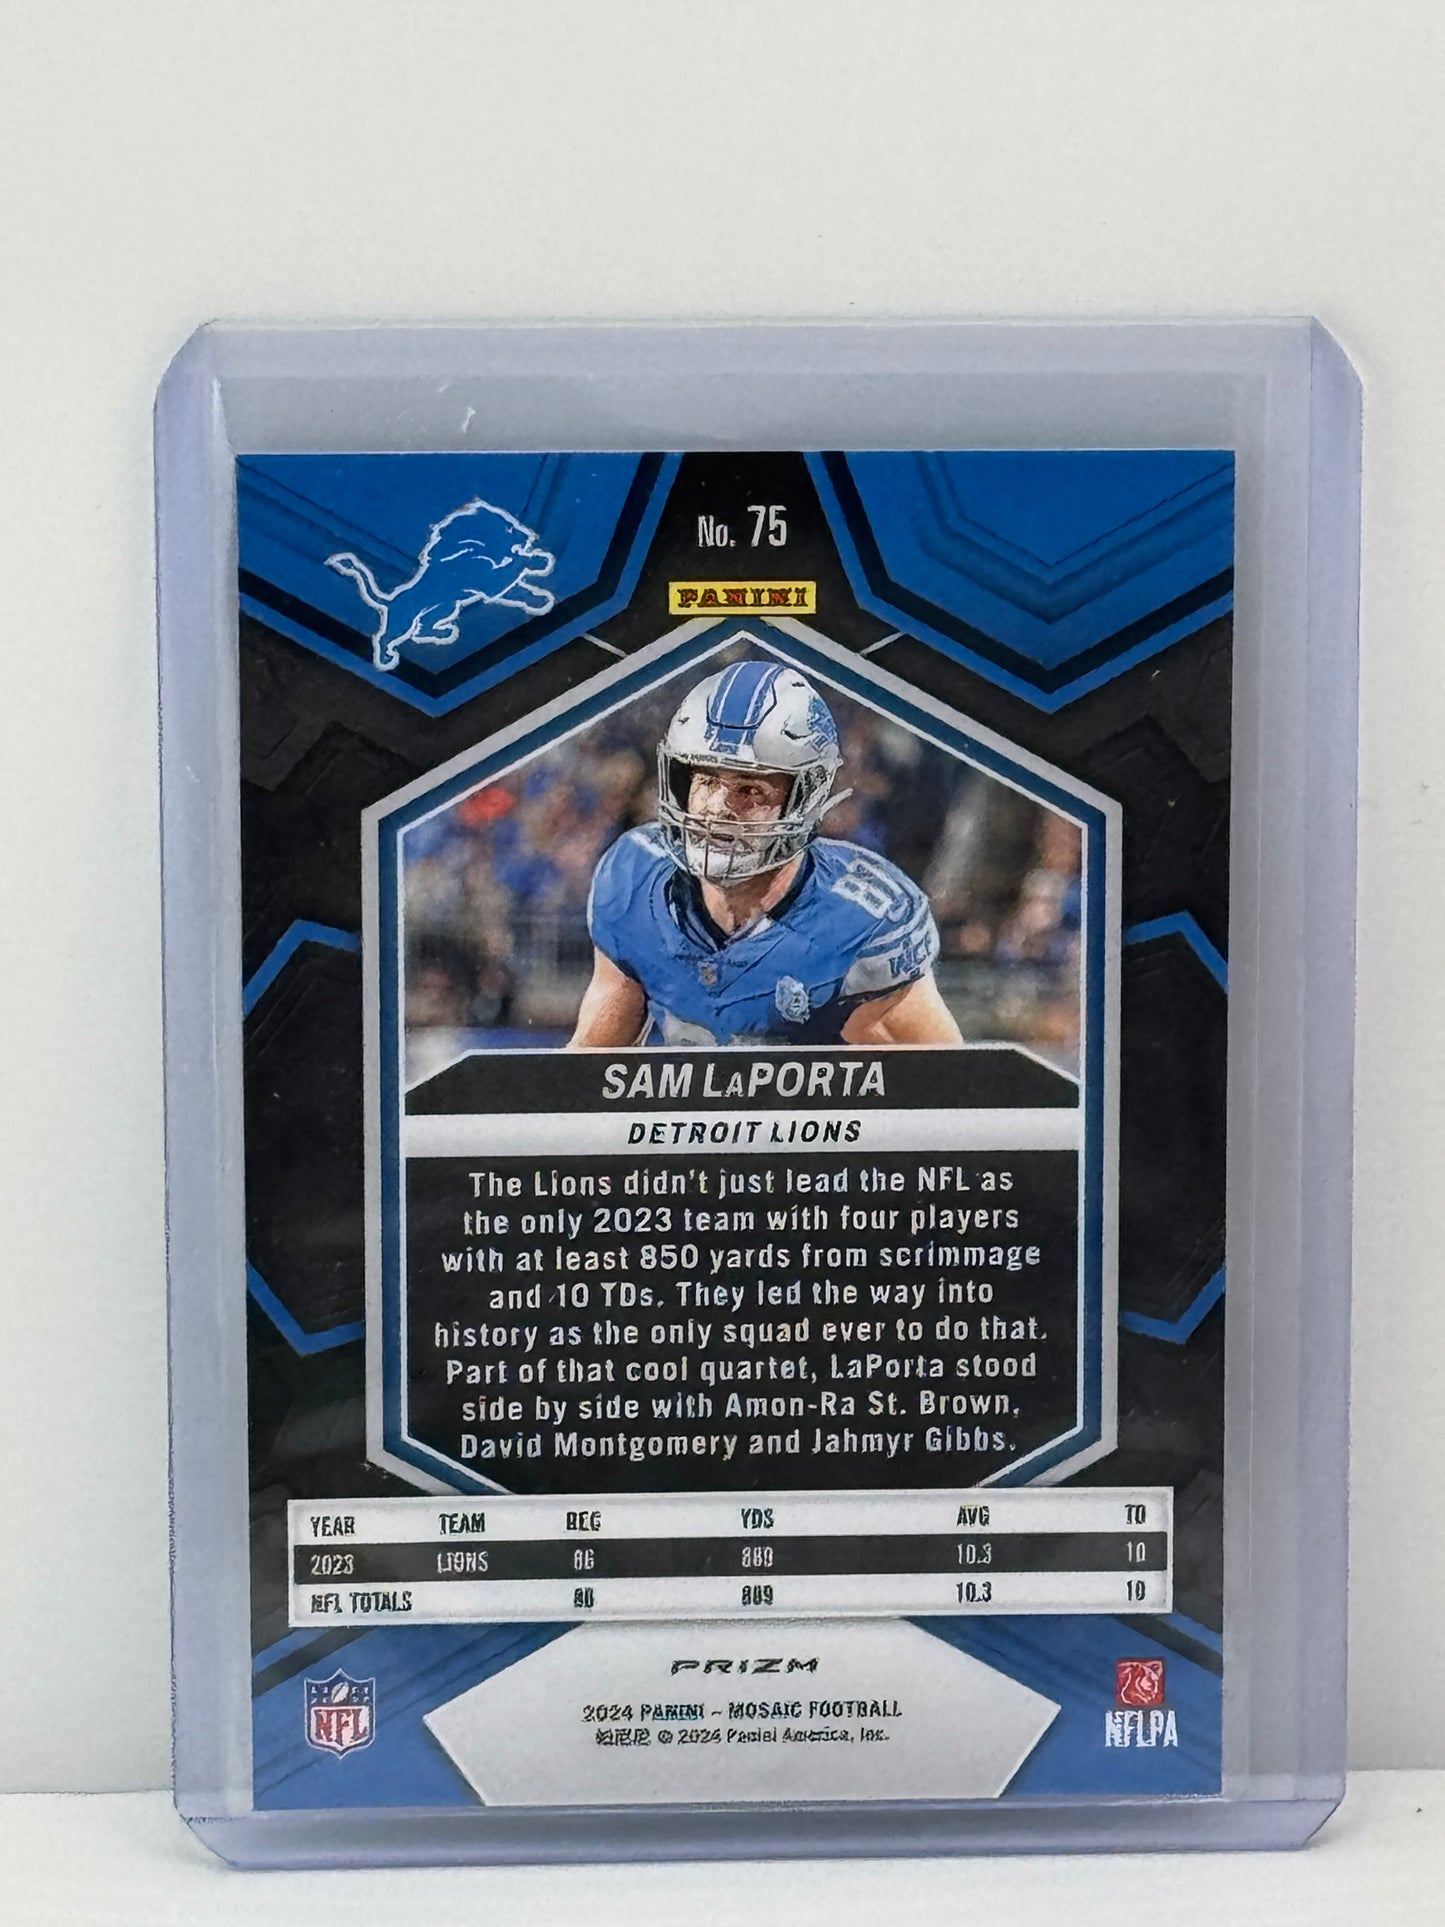 No. 75
PANINI
SAM LaPORTA
DETROIT LIONS
The Lions didn't just lead the NFL as
the only 2023 team with four players
with at least 850 yards from scrimmage
and 10 TDs. They led the way into
history as the only squad ever to do that.
Part of that cool quartet, LaPorta stood
side by side with Amon-Ra St. Brown,
David Montgomery and Jahmyr Gibbs.
YEAR TEAM REC YDS AVG TD
2023 LIONS 10.3 10
NFL TOTALS 10.3 10
PRIZM
2024 PANINI - MOSAIC FOOTBALL
© 2024 Panini America, Inc.
NFL
NFLPA